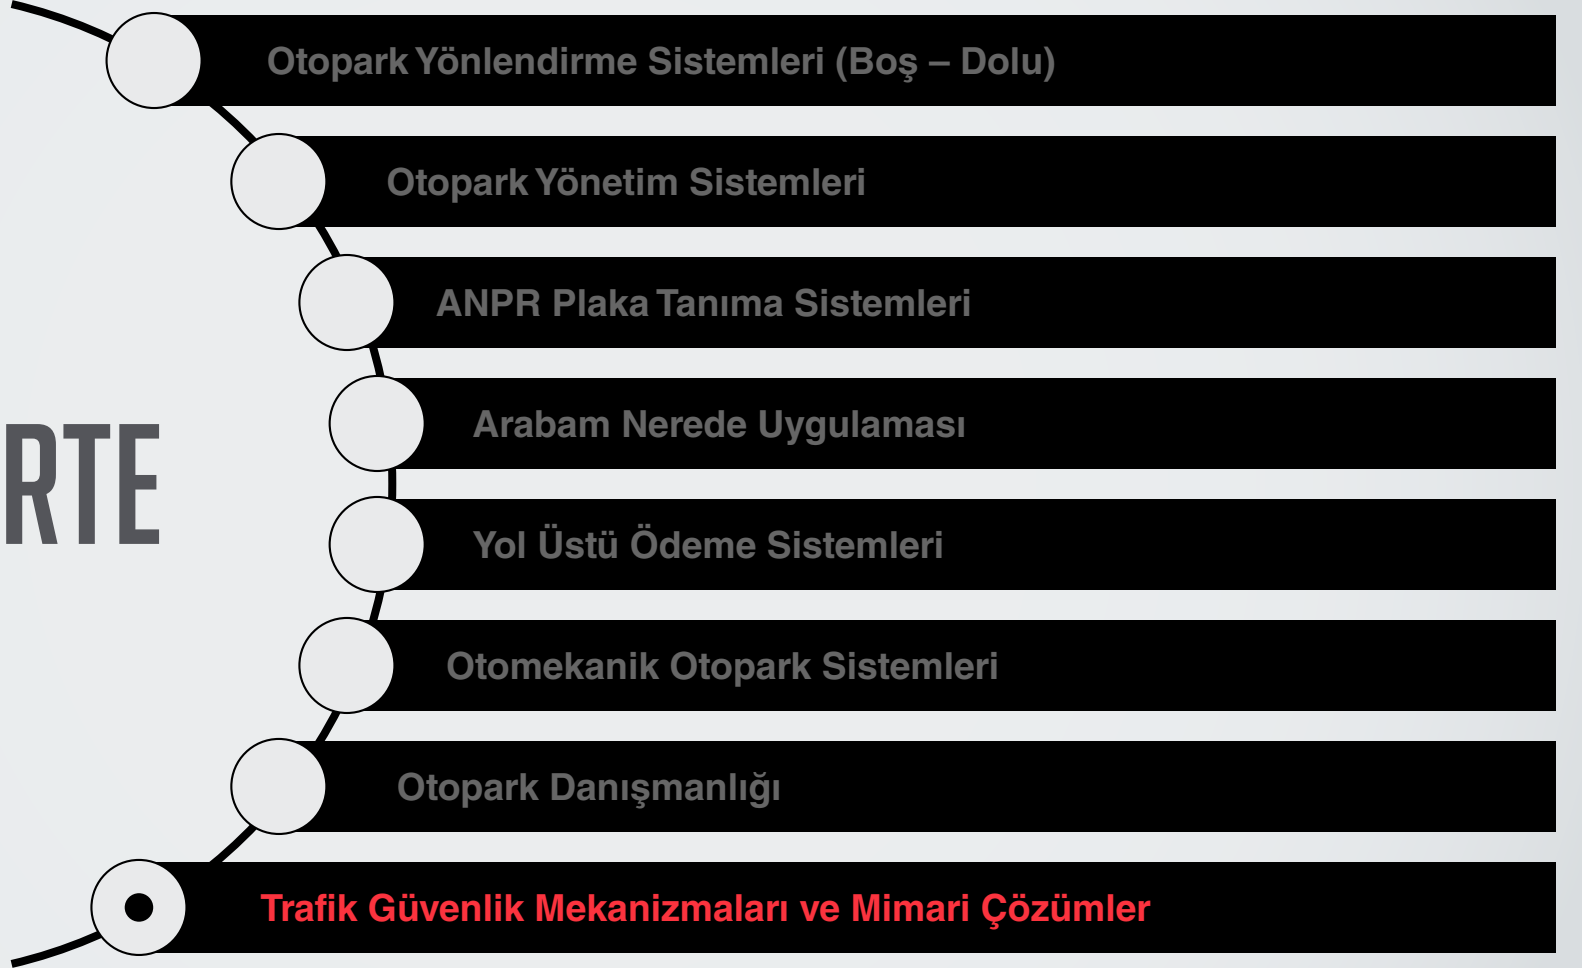 Otopark Yönlendirme Sistemleri (Boş – Dolu)
Otopark Yönetim Sistemleri
ANPR Plaka Tanıma Sistemleri
Arabam Nerede Uygulaması
RTE
Yol Üstü Ödeme Sistemleri
Otomekanik Otopark Sistemleri
Otopark Danışmanlığı
Trafik Güvenlik Mekanizmaları ve Mimari Çözümler